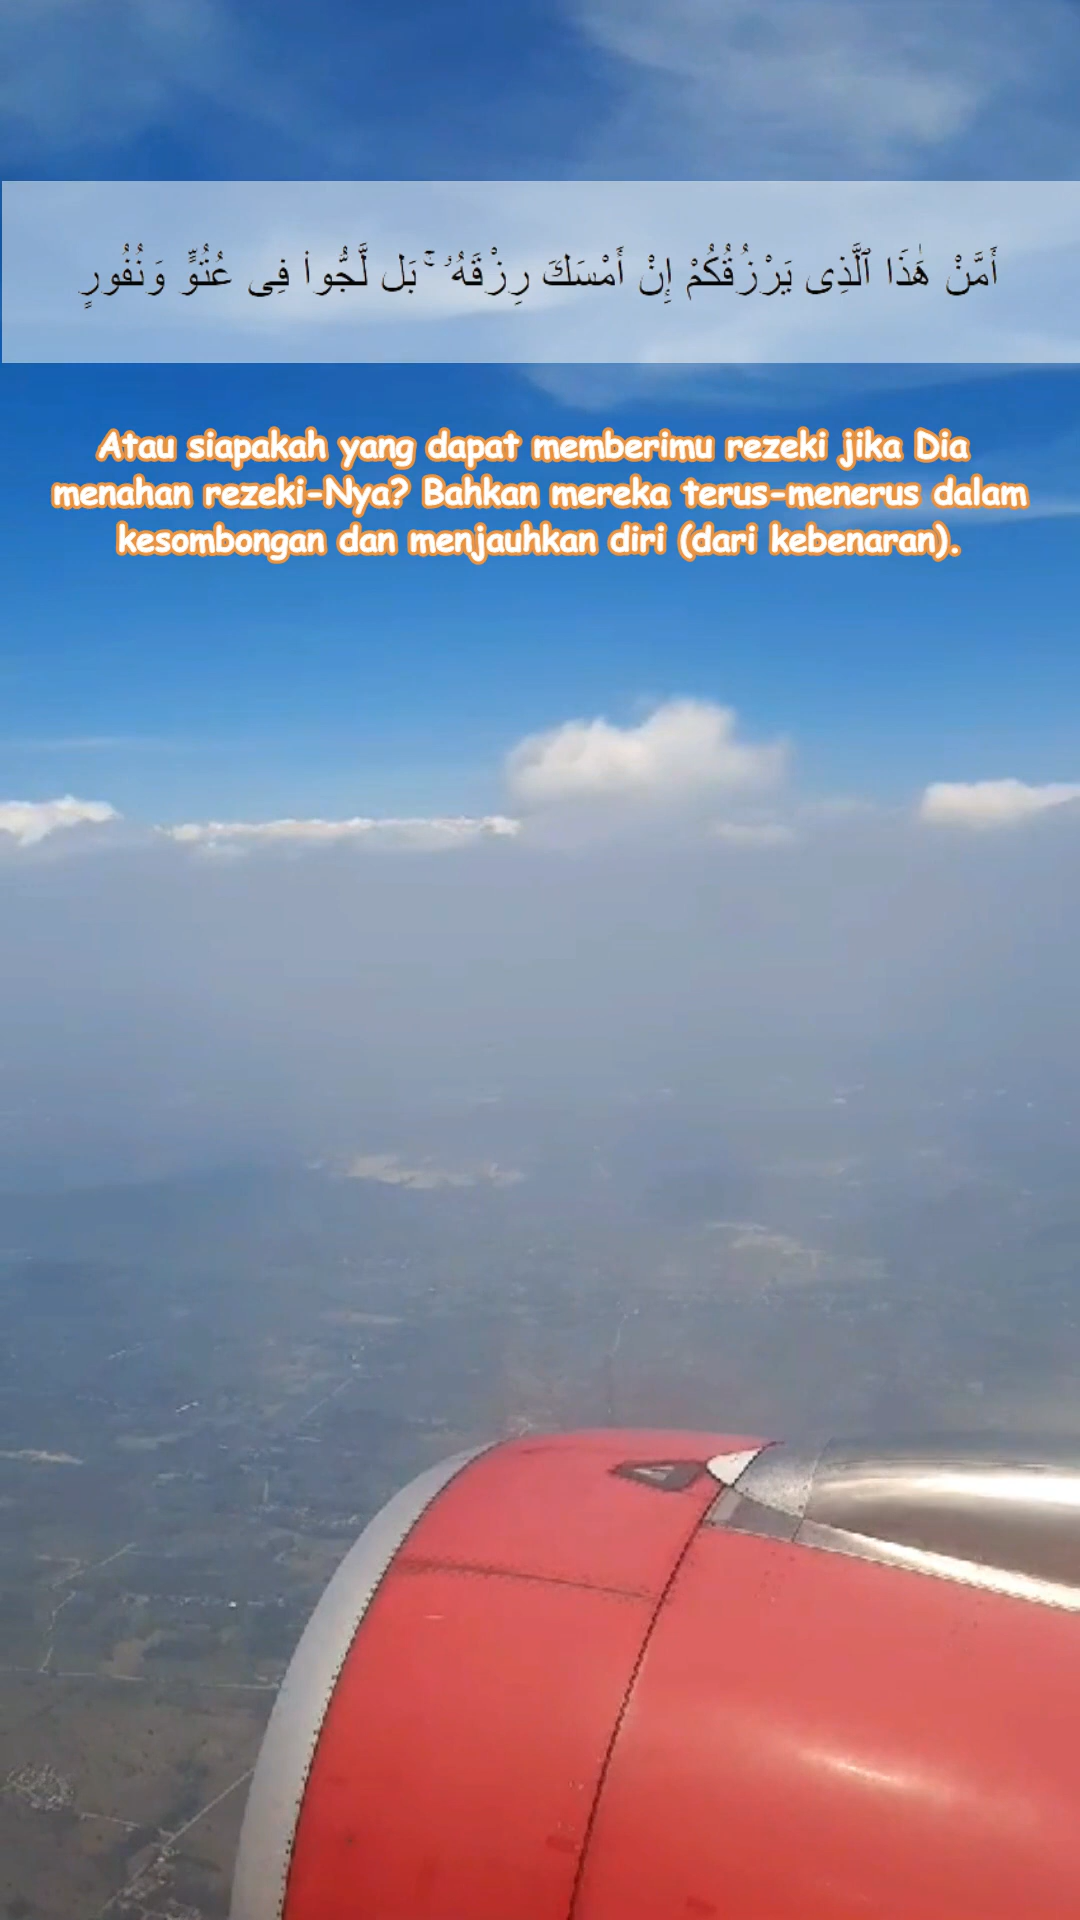 أَمَّنْ هَٰذَا ٱلَّذِى يَرْزُقُكُمْ إِنْ أَمْسَكَ رِزْقَهُۥ ۚ بَل لَّجُّوا۟ فِى عُتُوٍّ وَنُفُورٍ
Atau siapakah yang dapat memberimu rezeki jika Dia
menahan rezeki-Nya? Bahkan mereka terus-menerus dalam
kesombongan dan menjauhkan diri (dari kebenaran).